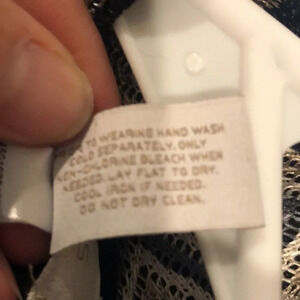 TO WEARING HAND WASH
COLD SEPARATELY. ONLY
NON-CHLORINE BLEACH WHEN
NEEDED. LAY FLAT TO DRY.
COOL IRON IF NEEDED.
DO NOT DRY CLEAN.